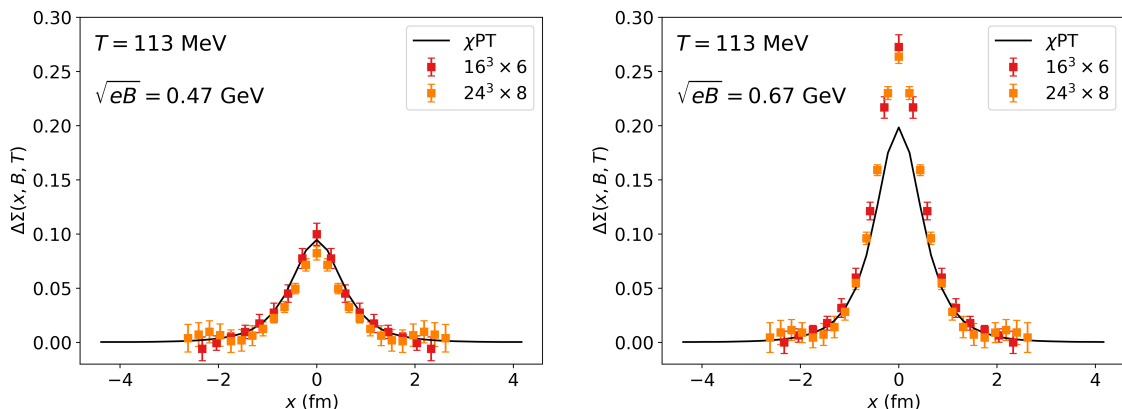 T = 113 MeV
√eB = 0.47 GeV
χPT
16³ × 6
24³ × 8
0.30
0.25
0.20
0.15
0.10
0.05
0.00
ΔΣ(x, B, T)
−4
−2
0
2
4
x (fm)
T = 113 MeV
√eB = 0.67 GeV
χPT
16³ × 6
24³ × 8
0.30
0.25
0.20
0.15
0.10
0.05
0.00
ΔΣ(x, B, T)
−4
−2
0
2
4
x (fm)